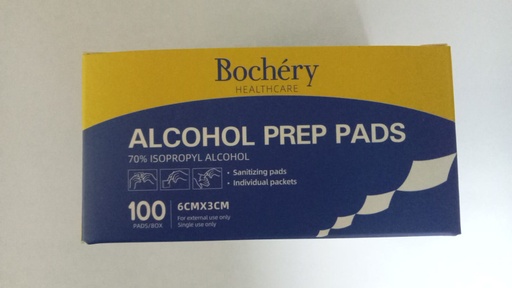 Bochéry
HEALTHCARE
ALCOHOL PREP PADS
70% ISOPROPYL ALCOHOL
• Sanitizing pads
• Individual packets
100
PADS/BOX
6CMX3CM
For external use only
Single use only